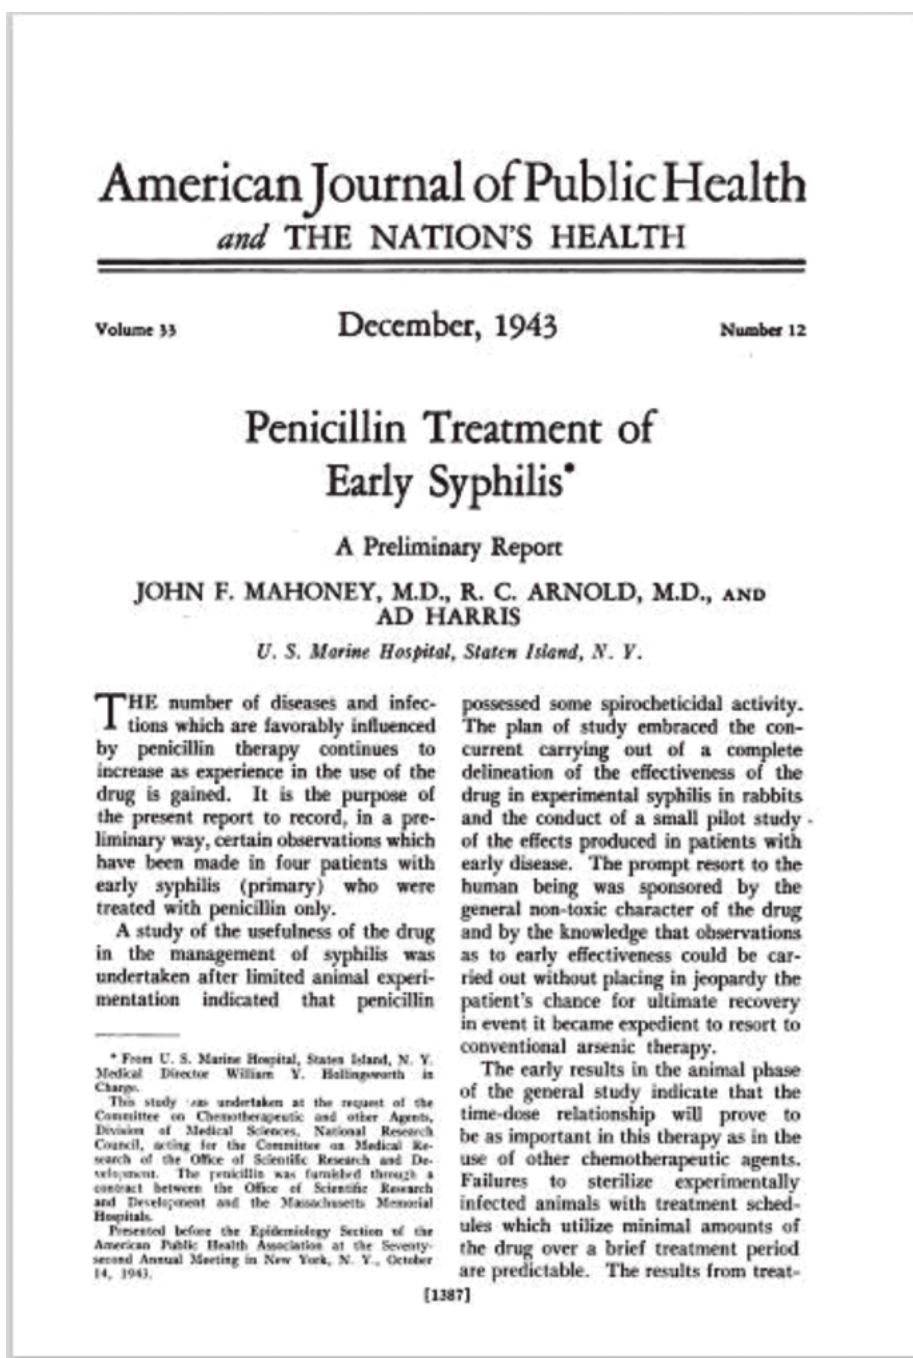 American Journal of Public Health
and THE NATION'S HEALTH
Volume 33
December, 1943
Number 12
Penicillin Treatment of
Early Syphilis*
A Preliminary Report
JOHN F. MAHONEY, M.D., R. C. ARNOLD, M.D., AND
AD HARRIS
U. S. Marine Hospital, Staten Island, N. Y.
THE number of diseases and infec-
tions which are favorably influenced
by penicillin therapy continues to
increase as experience in the use of the
drug is gained. It is the purpose of
the present report to record, in a pre-
liminary way, certain observations which
have been made in four patients with
early syphilis (primary) who were
treated with penicillin only.
A study of the usefulness of the drug
in the management of syphilis was
undertaken after limited animal experi-
mentation indicated that penicillin
* From U. S. Marine Hospital, Staten Island, N. Y.
Medical Director William Y. Hollingsworth in
Charge.
This study was undertaken at the request of the
Committee on Chemotherapeutic and other Agents,
Division of Medical Sciences, National Research
Council, acting for the Committee on Medical Re-
search of the Office of Scientific Research and De-
velopment. The penicillin was furnished through a
contract between the Office of Scientific Research
and Development and the Massachusetts Memorial
Hospitals.
Presented before the Epidemiology Section of the
American Public Health Association at the Seventy-
second Annual Meeting in New York, N. Y., October
14, 1943.
possessed some spirocheticidal activity.
The plan of study embraced the con-
current carrying out of a complete
delineation of the effectiveness of the
drug in experimental syphilis in rabbits
and the conduct of a small pilot study
of the effects produced in patients with
early disease. The prompt resort to the
human being was sponsored by the
general non-toxic character of the drug
and by the knowledge that observations
as to early effectiveness could be car-
ried out without placing in jeopardy the
patient's chance for ultimate recovery
in event it became expedient to resort to
conventional arsenic therapy.
The early results in the animal phase
of the general study indicate that the
time-dose relationship will prove to
be as important in this therapy as in the
use of other chemotherapeutic agents.
Failures to sterilize experimentally
infected animals with treatment sched-
ules which utilize minimal amounts of
the drug over a brief treatment period
are predictable. The results from treat-
[1387]